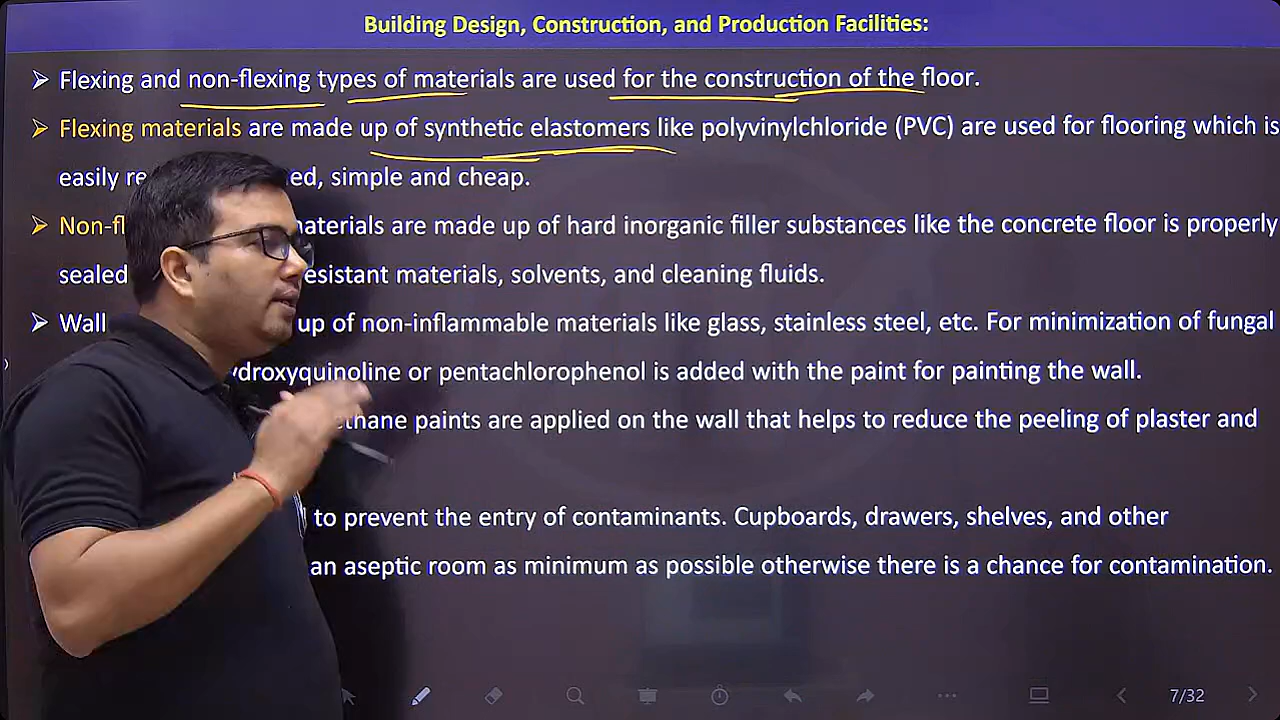 Building Design, Construction, and Production Facilities:
➢ Flexing and non-flexing types of materials are used for the construction of the floor.
➢ Flexing materials are made up of synthetic elastomers like polyvinylchloride (PVC) are used for flooring which is
easily ed, simple and cheap.
➢ materials are made up of hard inorganic filler substances like the concrete floor is properly
sealed materials, solvents, and cleaning fluids.
➢ Wall up of non-inflammable materials like glass, stainless steel, etc. For minimization of fungal
or pentachlorophenol is added with the paint for painting the wall.
paints are applied on the wall that helps to reduce the peeling of plaster and
to prevent the entry of contaminants. Cupboards, drawers, shelves, and other
an aseptic room as minimum as possible otherwise there is a chance for contamination.
7/32